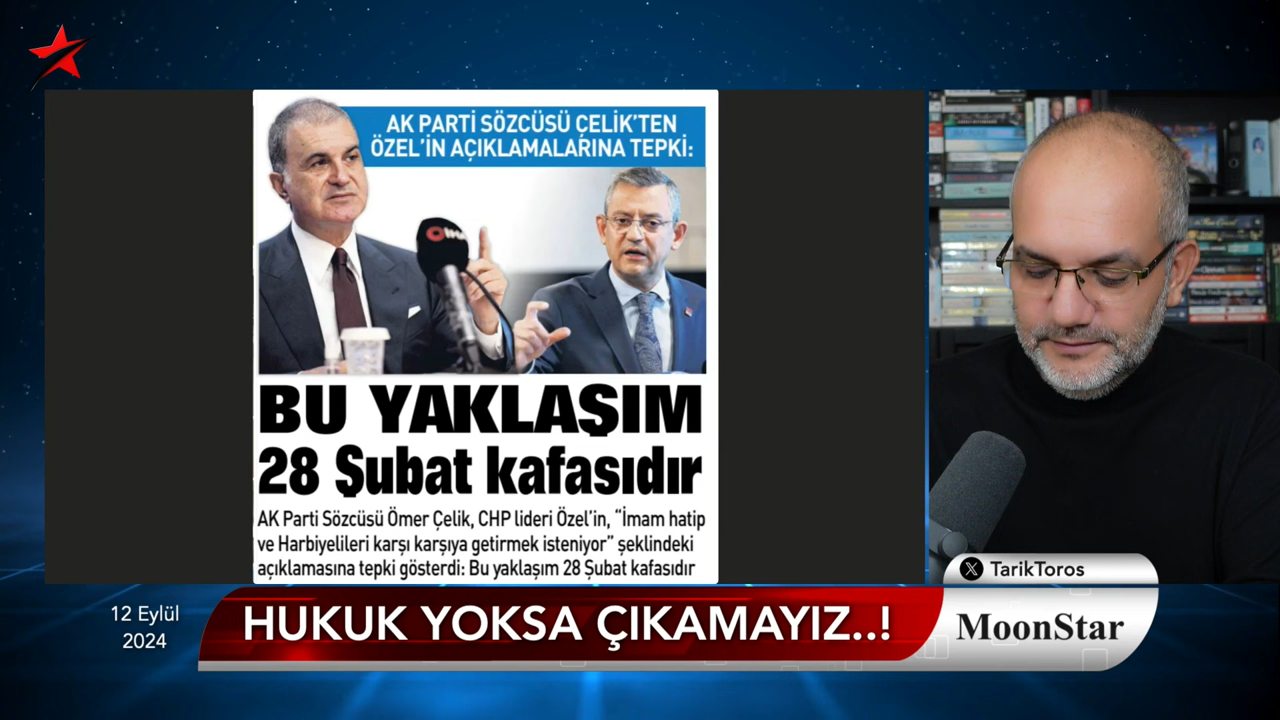 AK PARTİ SÖZCÜSÜ ÇELİK'TEN
ÖZEL'İN AÇIKLAMALARINA TEPKİ:
BU YAKLAŞIM
28 Şubat kafasıdır
AK Parti Sözcüsü Ömer Çelik, CHP lideri Özel'in, “İmam hatip
ve Harbiyelileri karşı karşıya getirmek isteniyor” şeklindeki
açıklamasına tepki gösterdi: Bu yaklaşım 28 Şubat kafasıdır
X TarikToros
12 Eylül
2024
HUKUK YOKSA ÇIKAMAYIZ..!
MoonStar